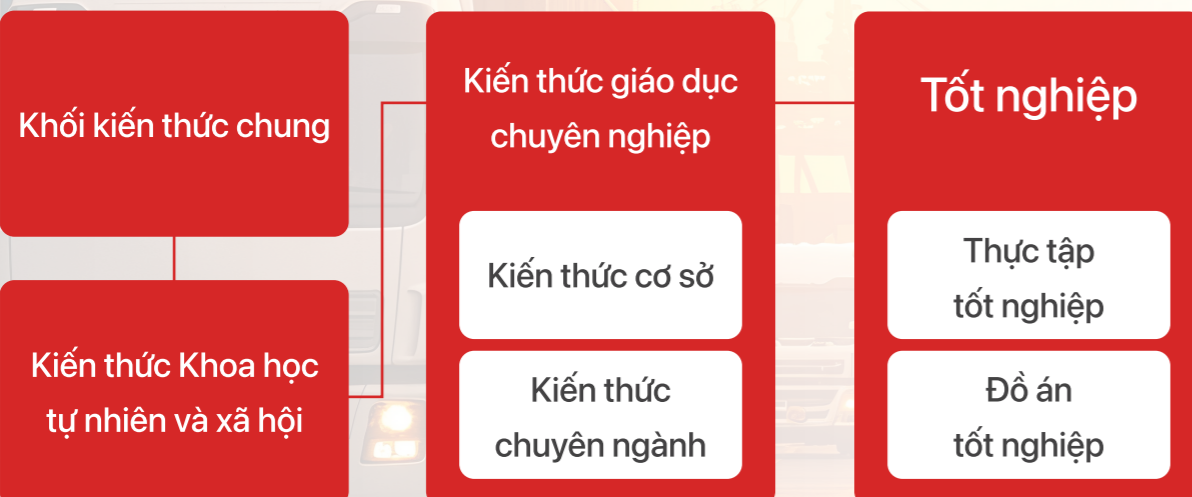 Khối kiến thức chung
Kiến thức Khoa học
tự nhiên và xã hội
Kiến thức giáo dục
chuyên nghiệp
Kiến thức cơ sở
Kiến thức
chuyên ngành
Tốt nghiệp
Thực tập
tốt nghiệp
Đồ án
tốt nghiệp